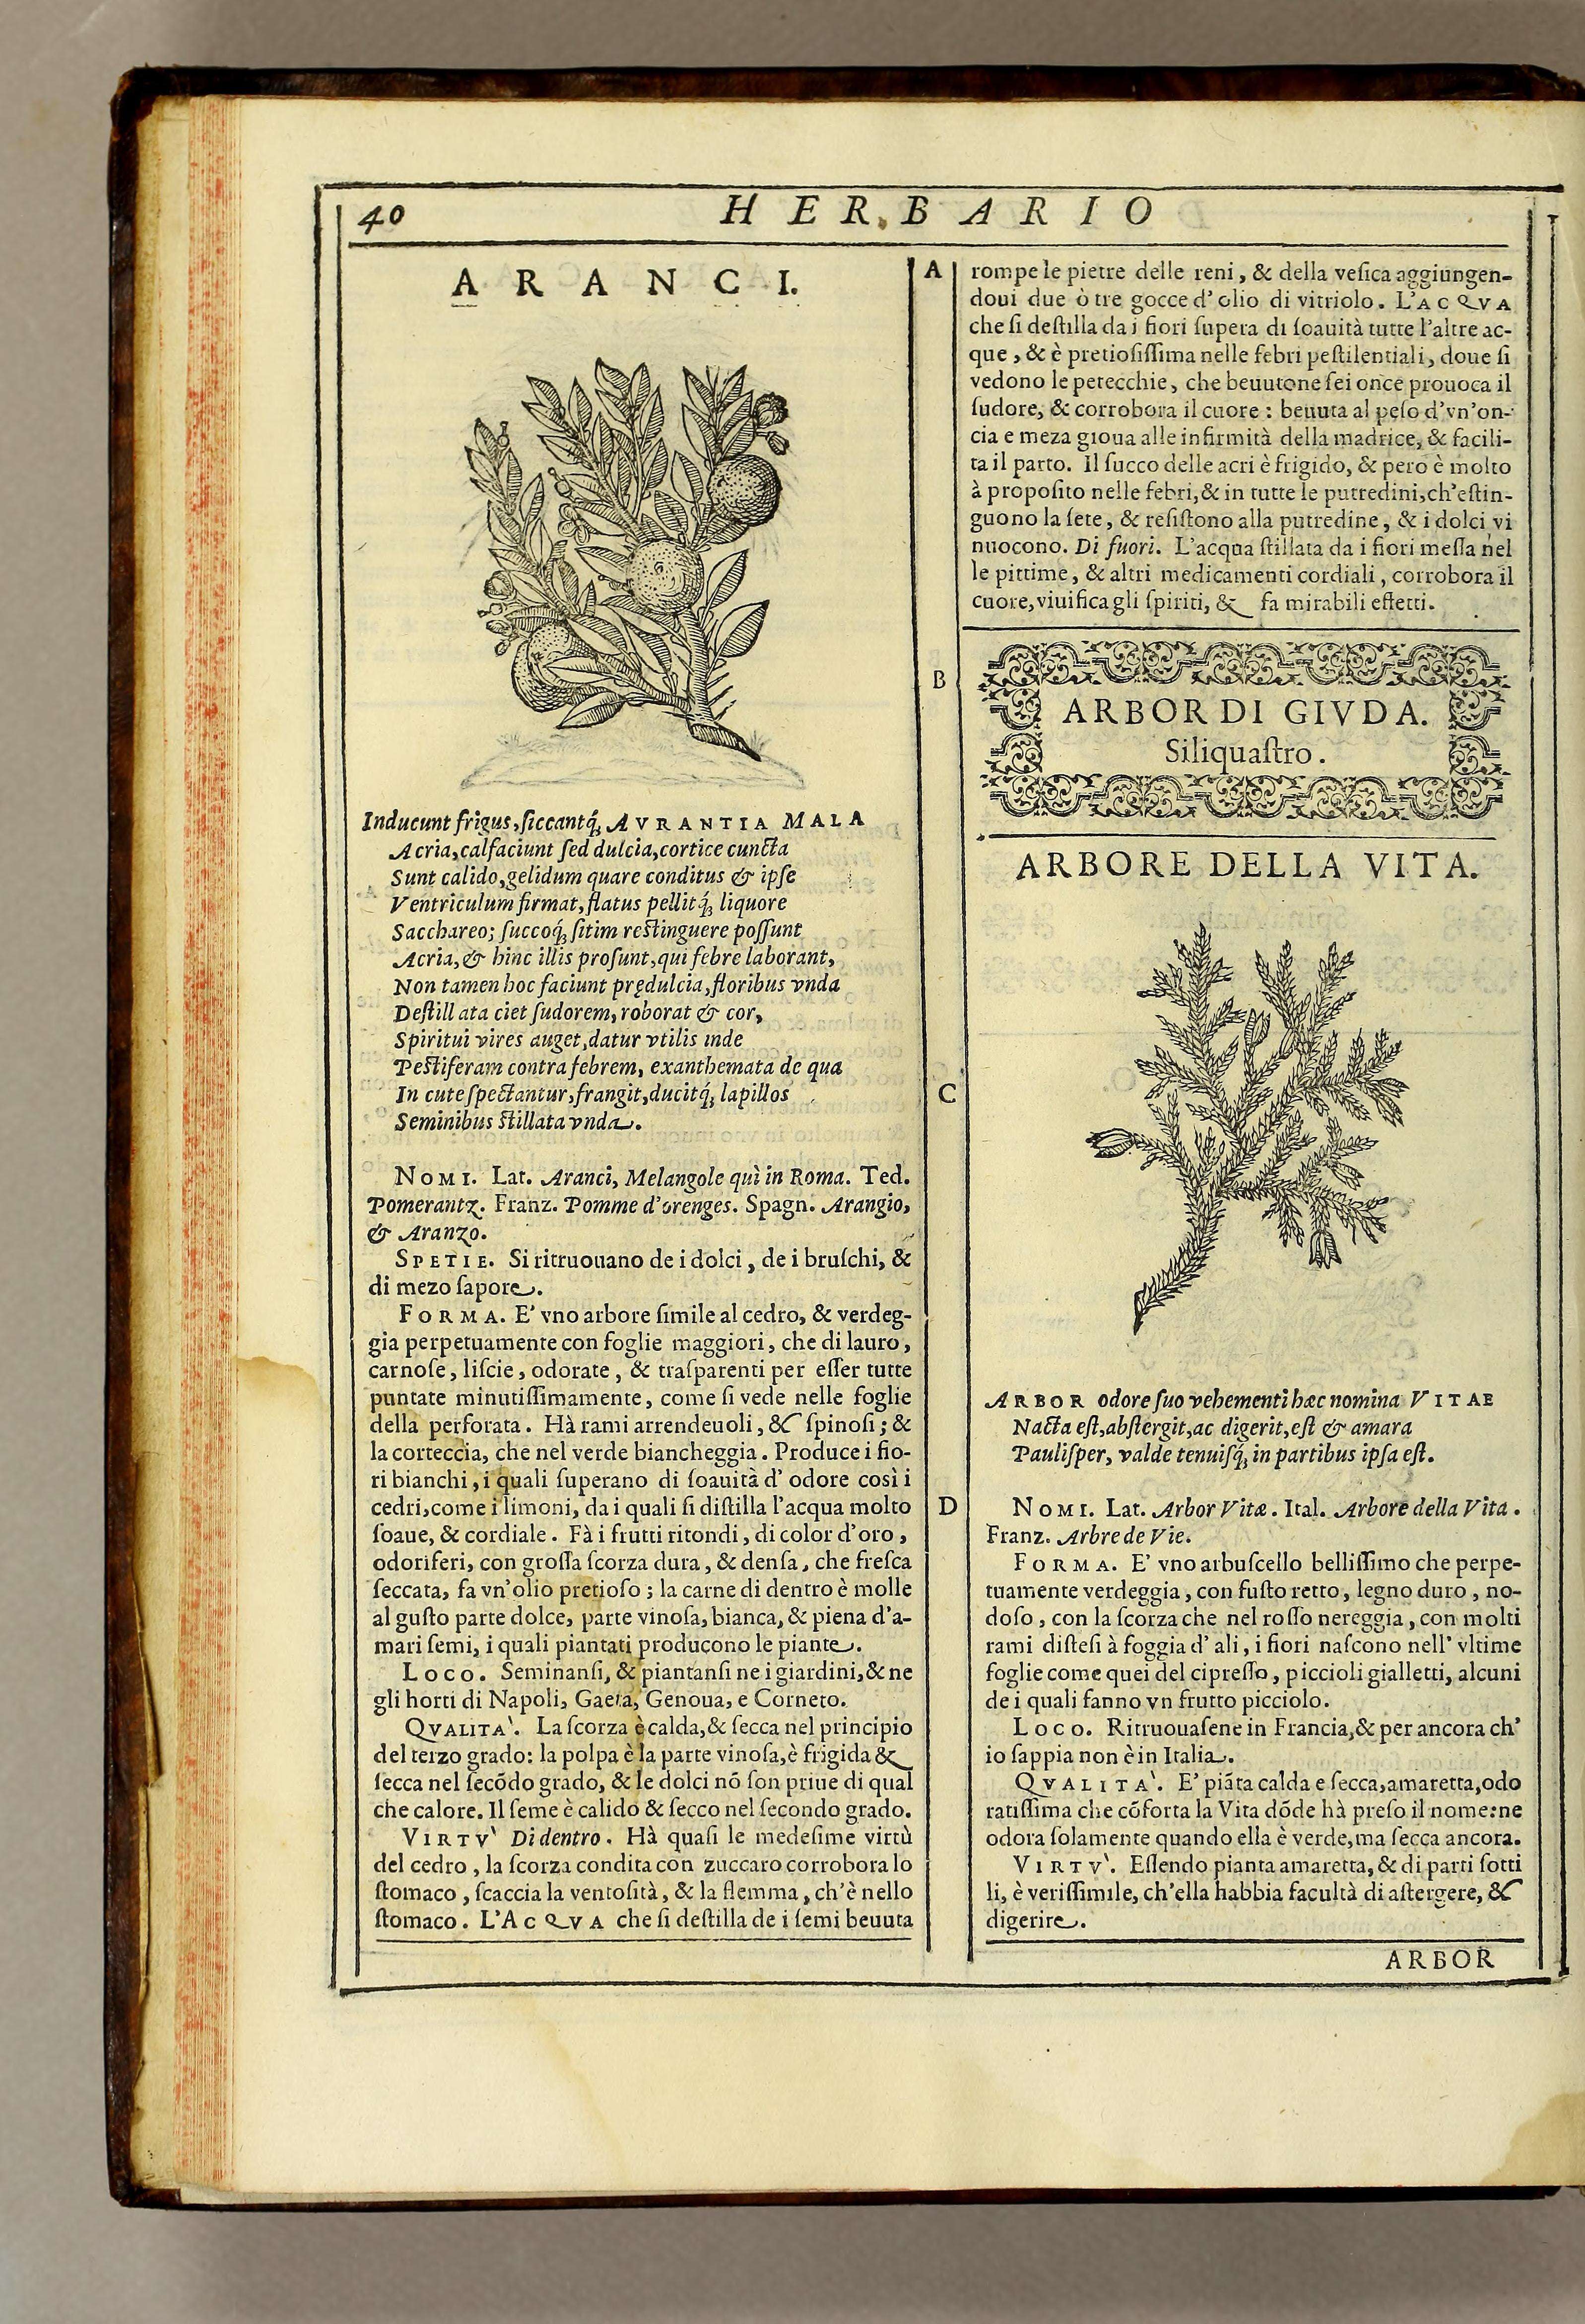 40
HERBARIO
ARANCI.
Inducunt frigus, ſiccantq́; AVRANTIA MALA
Acria, calfaciunt ſed dulcia, cortice cuncta
Sunt calido, gelidum quare conditus & ipſe
Ventriculum firmat, flatus pellitq́; liquore
Sacchareo; ſuccoq́; ſitim reſtinguere poſſunt
Acria, & hinc illis proſunt, qui febre laborant,
Non tamen hoc faciunt prędulcia, floribus vnda
Deſtillata ciet ſudorem, roborat & cor,
Spiritui vires auget, datur vtilis inde
Peſtiferam contra febrem, exanthemata de qua
In cute ſpectantur, frangit, ducitq́; lapillos
Seminibus ſtillata vnda.
NOMI. Lat. Aranci, Melangole quì in Roma. Ted.
Pomerantz. Franz. Pomme d'orenges. Spagn. Arangio,
& Aranzo.
SPETIE. Si ritruouano de i dolci, de i bruſchi, &
di mezo ſapore.
FORMA. E' vno arbore ſimile al cedro, & verdeg-
gia perpetuamente con foglie maggiori, che di lauro,
carnoſe, liſcie, odorate, & traſparenti per eſſer tutte
puntate minutiſſimamente, come ſi vede nelle foglie
della perforata. Hà rami arrendeuoli, & ſpinoſi; &
la corteccia, che nel verde biancheggia. Produce i fio-
ri bianchi, i quali ſuperano di ſoauità d' odore così i
cedri, come i limoni, da i quali ſi diſtilla l'acqua molto
ſoaue, & cordiale. Fà i frutti ritondi, di color d'oro,
odoriferi, con groſſa ſcorza dura, & denſa, che freſca
ſeccata, fa vn'olio pretioſo; la carne di dentro è molle
al guſto parte dolce, parte vinoſa, bianca, & piena d'a-
mari ſemi, i quali piantati producono le piante.
LOCO. Seminanſi, & piantanſi ne i giardini, & ne
gli horti di Napoli, Gaeta, Genoua, e Corneto.
QVALITA'. La ſcorza è calda, & ſecca nel principio
del terzo grado: la polpa è la parte vinoſa, è frigida &
ſecca nel ſecōdo grado, & le dolci nō ſon priue di qual
che calore. Il ſeme è calido & ſecco nel ſecondo grado.
VIRTV' Di dentro. Hà quaſi le medeſime virtù
del cedro, la ſcorza condita con zuccaro corrobora lo
ſtomaco, ſcaccia la ventoſità, & la flemma, ch'è nello
ſtomaco. L'ACQVA che ſi deſtilla de i ſemi beuuta
A
rompe le pietre delle reni, & della veſica aggiungen-
doui due ò tre gocce d' olio di vitriolo. L'ACQVA
che ſi deſtilla da i fiori ſupera di ſoauità tutte l'altre ac-
que, & è pretioſiſſima nelle febri peſtilentiali, doue ſi
vedono le petecchie, che beuutone ſei once prouoca il
ſudore, & corrobora il cuore: beuuta al peſo d'vn'on-
cia e meza gioua alle infirmità della madrice, & facili-
ta il parto. Il ſucco delle acri è frigido, & però è molto
à propoſito nelle febri, & in tutte le putredini, ch'eſtin-
guono la ſete, & reſiſtono alla putredine, & i dolci vi
nuocono. Di fuori. L'acqua ſtillata da i fiori meſſa nel
le pittime, & altri medicamenti cordiali, corrobora il
cuore, viuifica gli ſpiriti, & fa mirabili effetti.
B
ARBOR DI GIVDA.
Siliquaſtro.
ARBORE DELLA VITA.
C
ARBOR odore ſuo vehementi hæc nomina VITAE
Nacta eſt, abſtergit, ac digerit, eſt & amara
Pauliſper, valde tenuiſq́; in partibus ipſa eſt.
D
NOMI. Lat. Arbor Vitæ. Ital. Arbore della Vita.
Franz. Arbre de Vie.
FORMA. E' vno arbuſcello belliſſimo che perpe-
tuamente verdeggia, con fuſto retto, legno duro, no-
doſo, con la ſcorza che nel roſſo nereggia, con molti
rami diſteſi à foggia d' ali, i fiori naſcono nell' vltime
foglie come quei del cipreſſo, piccioli gialletti, alcuni
de i quali fanno vn frutto picciolo.
LOCO. Ritruouaſene in Francia, & per ancora ch'
io ſappia non è in Italia.
QVALITA'. E' piāta calda e ſecca, amaretta, odo
ratiſſima che cōforta la Vita dōde hà preſo il nome: ne
odora ſolamente quando ella è verde, ma ſecca ancora.
VIRTV'. Eſſendo pianta amaretta, & di parti ſotti
li, è veriſſimile, ch'ella habbia facultà di aſtergere, &
digerire.
ARBOR